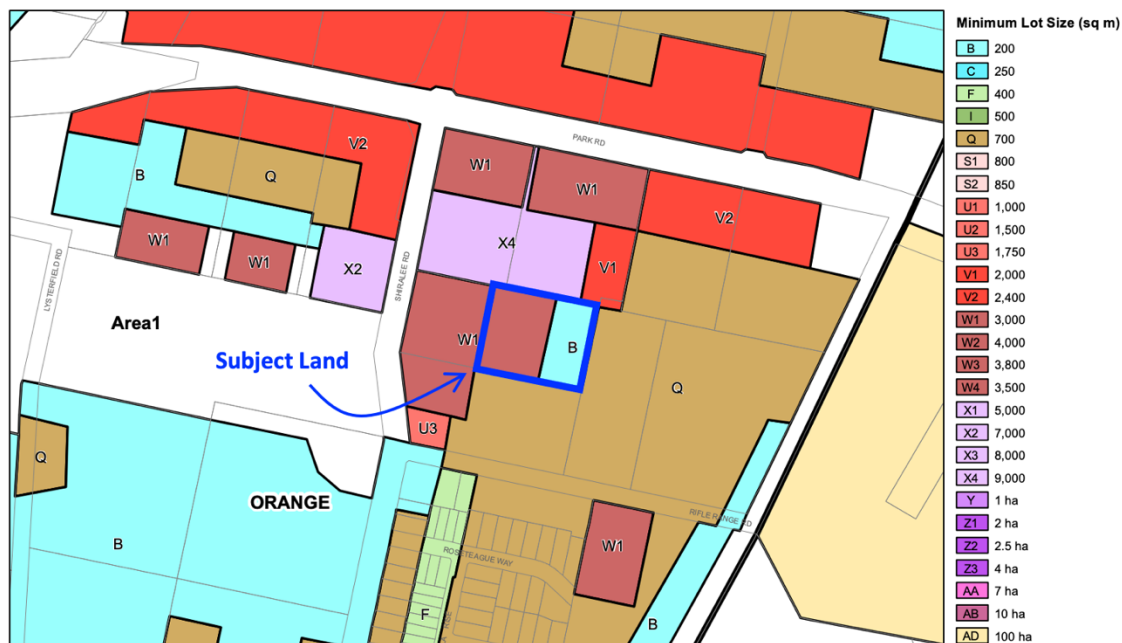 Minimum Lot Size (sq m)
B 200
C 250
F 400
I 500
Q 700
S1 800
S2 850
U1 1,000
U2 1,500
U3 1,750
V1 2,000
V2 2,400
W1 3,000
W2 4,000
W3 3,800
W4 3,500
X1 5,000
X2 7,000
X3 8,000
X4 9,000
Y 1 ha
Z1 2 ha
Z2 2.5 ha
Z3 4 ha
AA 7 ha
AB 10 ha
AD 100 ha
PARK RD
V2
W1
W1
Q
B
V2
X4
W1
W1
X2
V1
LYSTERFIELD RD
SHIRALEE RD
Area1
W1
B
Subject Land
Q
U3
Q
ORANGE
RIFLE RANGE RD
B
W1
ROSETEAGUE WAY
F
B